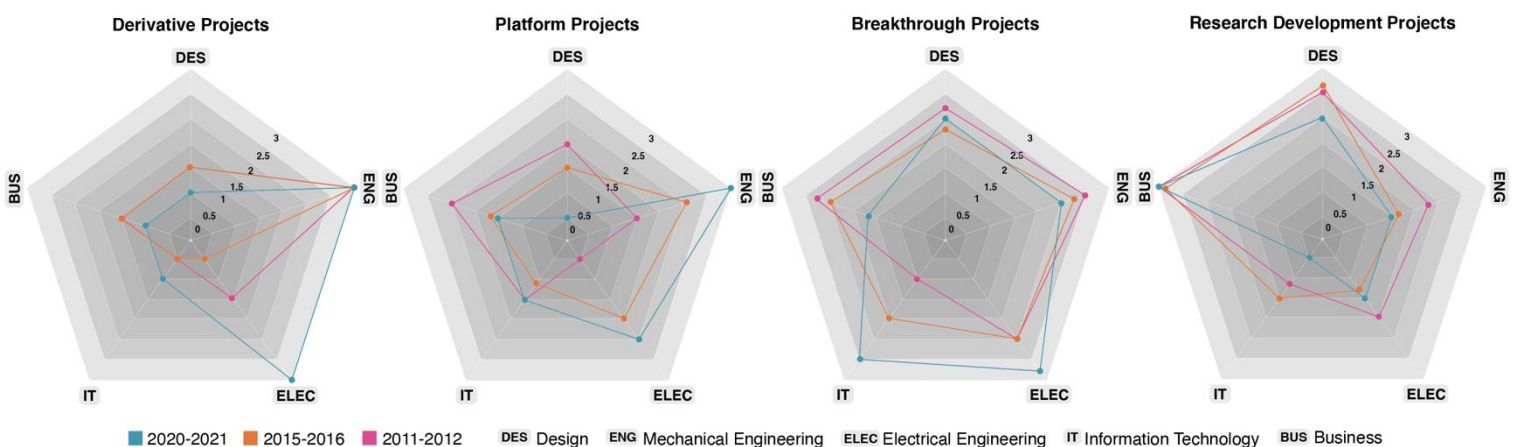 Derivative Projects
DES
ENG
ELEC
IT
BUS
3
2.5
2
1.5
1
0.5
0
Platform Projects
DES
ENG
ELEC
IT
BUS
3
2.5
2
1.5
1
0.5
0
Breakthrough Projects
DES
ENG
ELEC
IT
BUS
3
2.5
2
1.5
1
0.5
0
Research Development Projects
DES
ENG
ELEC
IT
BUS
3
2.5
2
1.5
1
0.5
0
2020-2021 2015-2016 2011-2012 DES Design ENG Mechanical Engineering ELEC Electrical Engineering IT Information Technology BUS Business